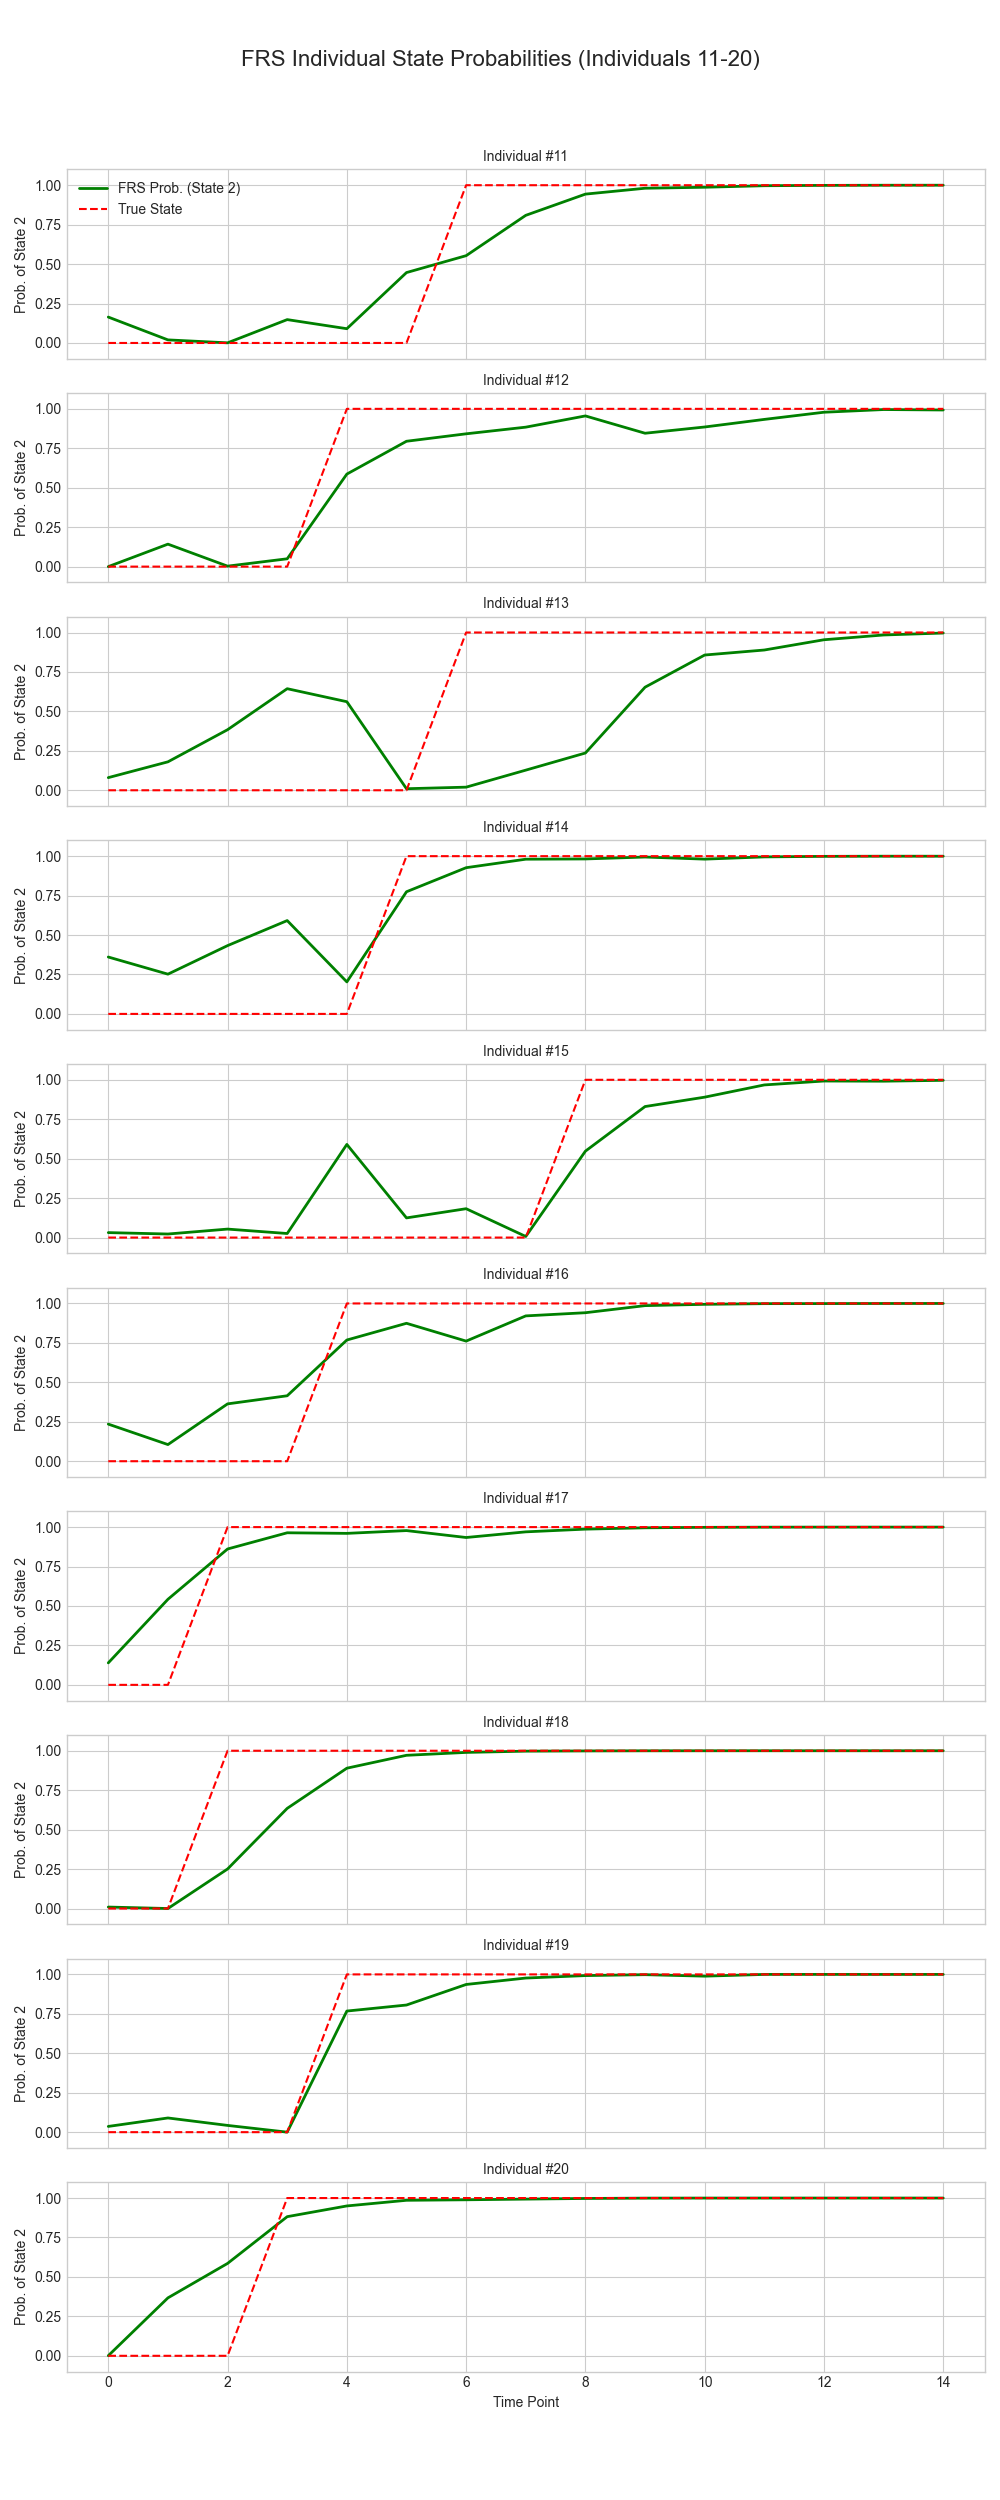 FRS Individual State Probabilities (Individuals 11-20)
Individual #11
FRS Prob. (State 2)
True State
Prob. of State 2
1.00
0.75
0.50
0.25
0.00
Individual #12
Prob. of State 2
1.00
0.75
0.50
0.25
0.00
Individual #13
Prob. of State 2
1.00
0.75
0.50
0.25
0.00
Individual #14
Prob. of State 2
1.00
0.75
0.50
0.25
0.00
Individual #15
Prob. of State 2
1.00
0.75
0.50
0.25
0.00
Individual #16
Prob. of State 2
1.00
0.75
0.50
0.25
0.00
Individual #17
Prob. of State 2
1.00
0.75
0.50
0.25
0.00
Individual #18
Prob. of State 2
1.00
0.75
0.50
0.25
0.00
Individual #19
Prob. of State 2
1.00
0.75
0.50
0.25
0.00
Individual #20
Prob. of State 2
1.00
0.75
0.50
0.25
0.00
0 2 4 6 8 10 12 14
Time Point